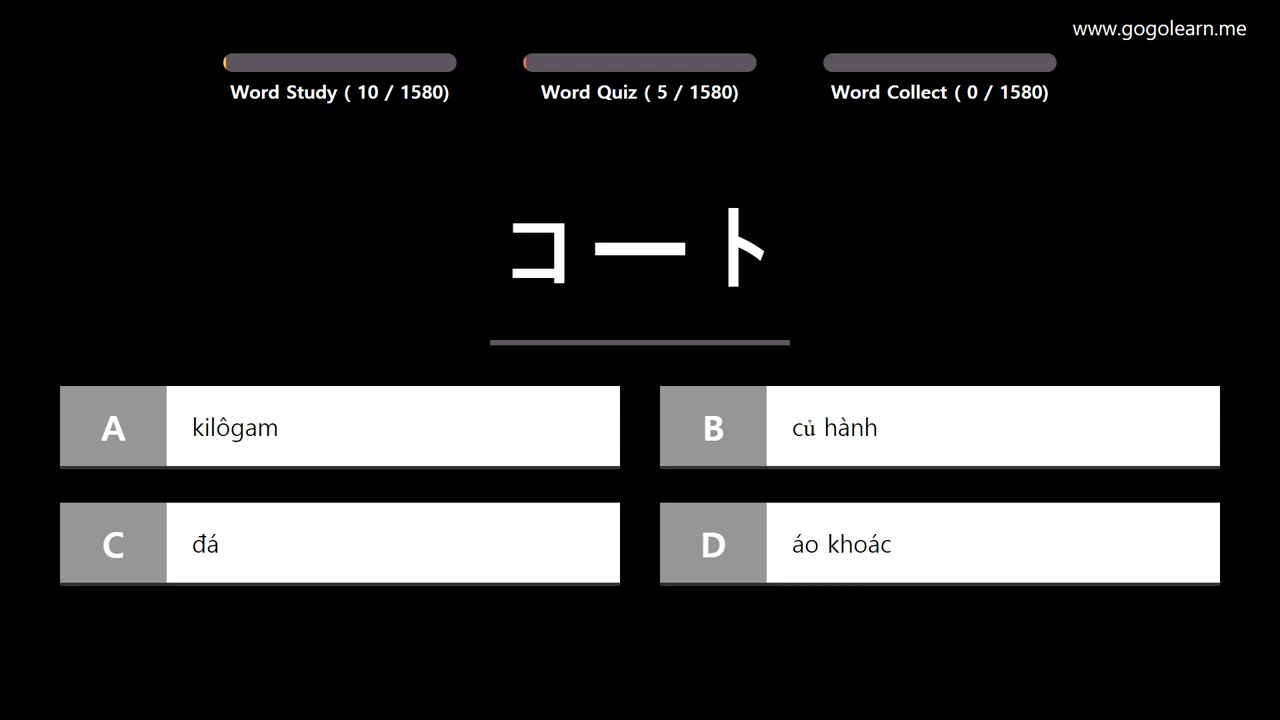 www.gogolearn.me
Word Study ( 10 / 1580)
Word Quiz ( 5 / 1580)
Word Collect ( 0 / 1580)
コート
A kilôgam
B củ hành
C đá
D áo khoác